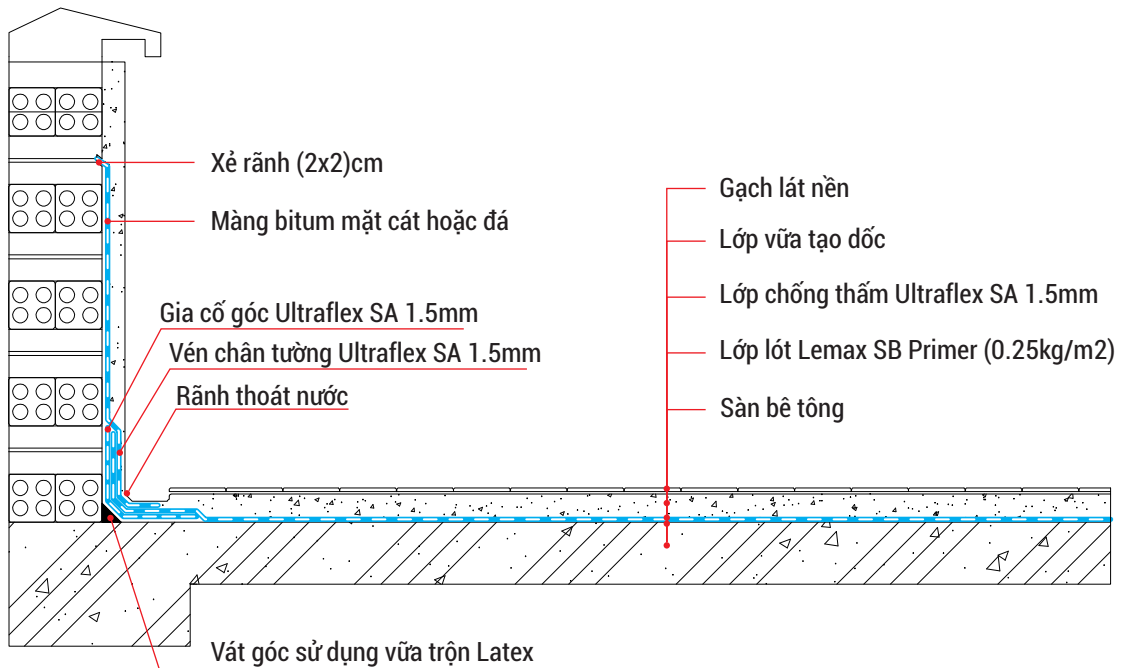 Xẻ rãnh (2x2)cm
Màng bitum mặt cát hoặc đá
Gia cố góc Ultraflex SA 1.5mm
Vén chân tường Ultraflex SA 1.5mm
Rãnh thoát nước
Gạch lát nền
Lớp vữa tạo dốc
Lớp chống thấm Ultraflex SA 1.5mm
Lớp lót Lemax SB Primer (0.25kg/m2)
Sàn bê tông
Vát góc sử dụng vữa trộn Latex